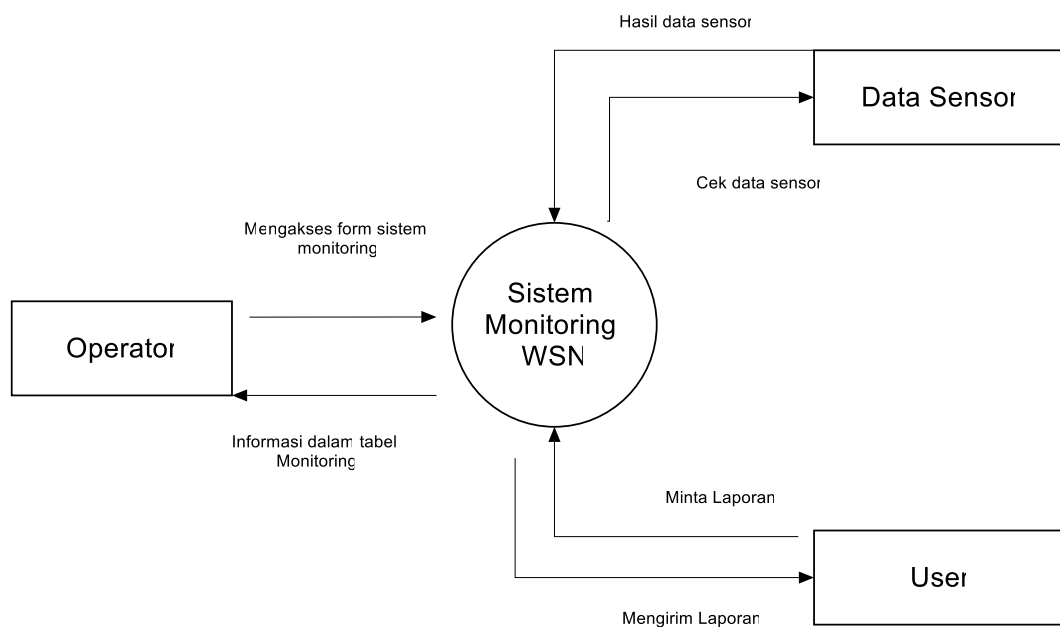 Hasil data sensor
Data Sensor
Cek data sensor
Mengakses form sistem
monitoring
Sistem
Monitoring
WSN
Operator
Informasi dalam tabel
Monitoring
Minta Laporan
User
Mengirim Laporan